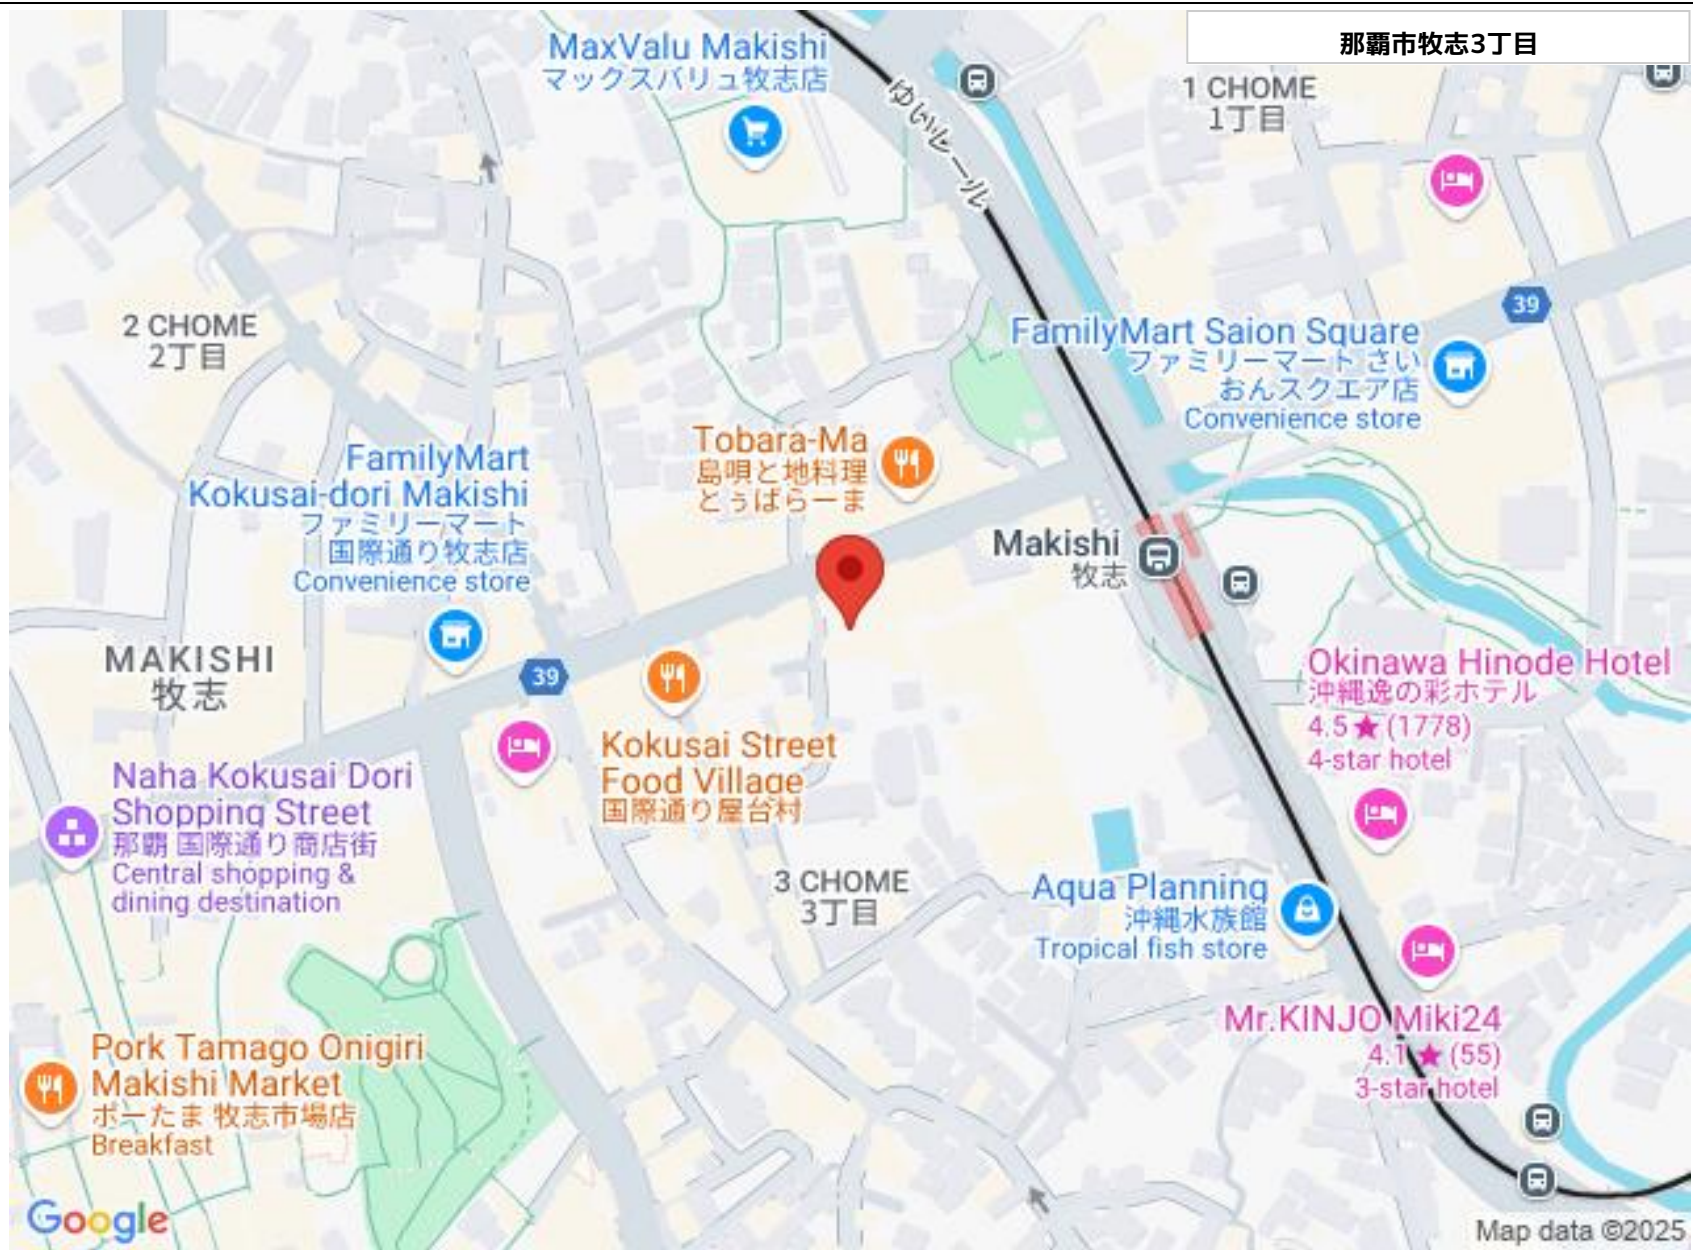 那覇市牧志3丁目
MaxValu Makishi
マックスバリュ牧志店
ゆいレール
1 CHOME
1丁目
39
2 CHOME
2丁目
FamilyMart Saion Square
ファミリーマート さい
おんスクエア店
Convenience store
Tobara-Ma
島唄と地料理
とぅばらーま
FamilyMart
Kokusai-dori Makishi
ファミリーマート
国際通り牧志店
Convenience store
Makishi
牧志
MAKISHI
牧志
39
Okinawa Hinode Hotel
沖縄逸の彩ホテル
4.5★ (1778)
4-star hotel
Kokusai Street
Food Village
国際通り屋台村
Naha Kokusai Dori
Shopping Street
那覇 国際通り商店街
Central shopping &
dining destination
3 CHOME
3丁目
Aqua Planning
沖縄水族館
Tropical fish store
Mr.KINJO Miki24
4.1★ (55)
3-star hotel
Pork Tamago Onigiri
Makishi Market
ポーたま 牧志市場店
Breakfast
Google
Map data ©2025